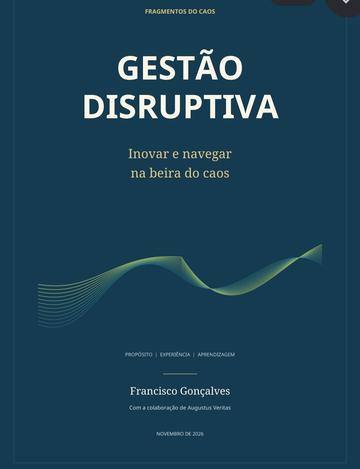 FRAGMENTOS DO CAOS
GESTÃO
DISRUPTIVA
Inovar e navegar
na beira do caos
PROPÓSITO | EXPERIÊNCIA | APRENDIZAGEM
Francisco Gonçalves
Com a colaboração de Augustus Veritas
NOVEMBRO DE 2026